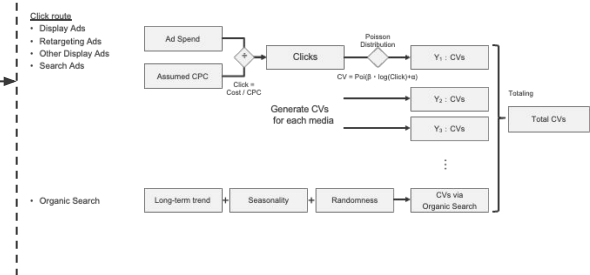 Click route
• Display Ads
• Retargeting Ads
• Other Display Ads
• Search Ads
Ad Spend
Assumed CPC
÷
Click =
Cost / CPC
Clicks
Poisson
Distribution
CV = Poi(β・log(Click)+α)
Y₁ : CVs
Generate CVs
for each media
Y₂ : CVs
Y₃ : CVs
⋮
Totaling
Total CVs
• Organic Search
Long-term trend
+
Seasonality
+
Randomness
CVs via
Organic Search